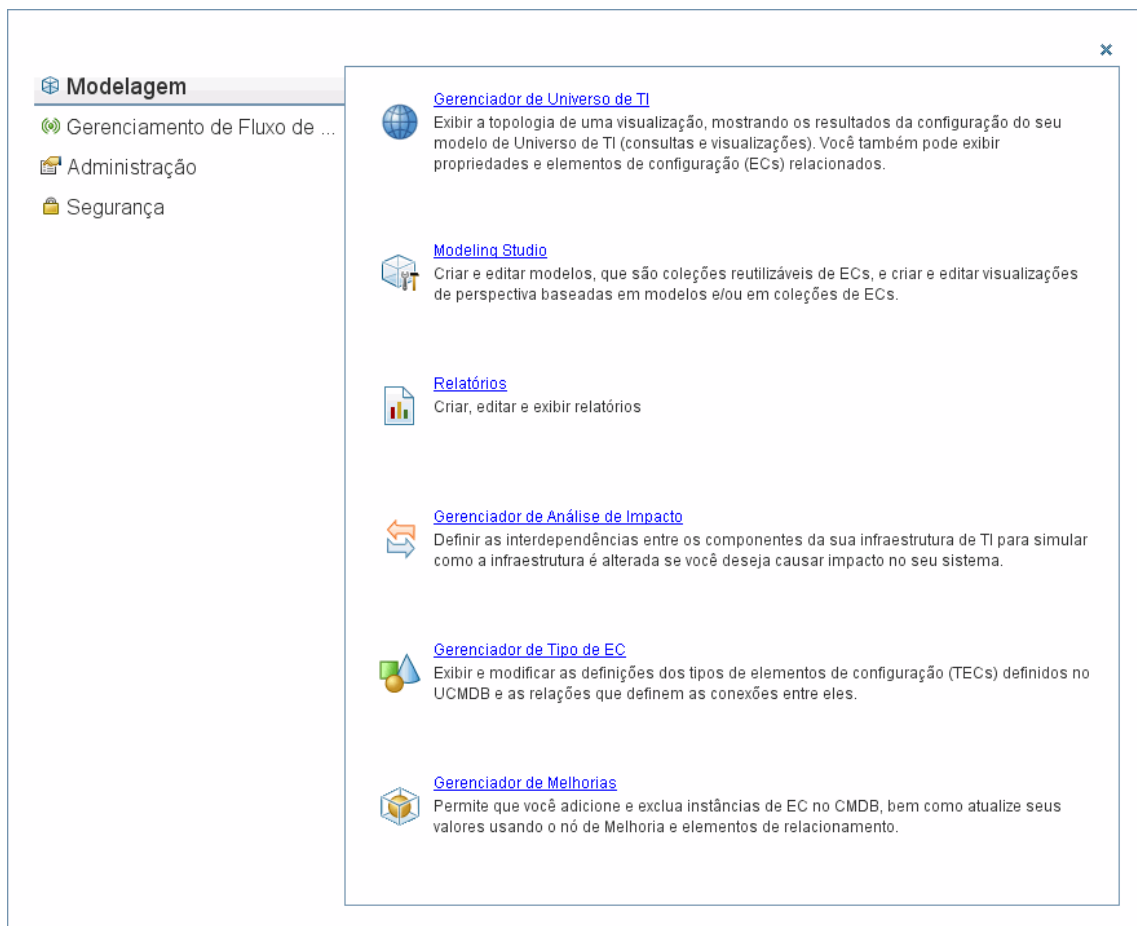 Modelagem
Gerenciamento de Fluxo de ...
Administração
Segurança
Gerenciador de Universo de TI
Exibir a topologia de uma visualização, mostrando os resultados da configuração do seu
modelo de Universo de TI (consultas e visualizações). Você também pode exibir
propriedades e elementos de configuração (ECs) relacionados.
Modeling Studio
Criar e editar modelos, que são coleções reutilizáveis de ECs, e criar e editar visualizações
de perspectiva baseadas em modelos e/ou em coleções de ECs.
Relatórios
Criar, editar e exibir relatórios
Gerenciador de Análise de Impacto
Definir as interdependências entre os componentes da sua infraestrutura de TI para simular
como a infraestrutura é alterada se você deseja causar impacto no seu sistema.
Gerenciador de Tipo de EC
Exibir e modificar as definições dos tipos de elementos de configuração (TECs) definidos no
UCMDB e as relações que definem as conexões entre eles.
Gerenciador de Melhorias
Permite que você adicione e exclua instâncias de EC no CMDB, bem como atualize seus
valores usando o nó de Melhoria e elementos de relacionamento.